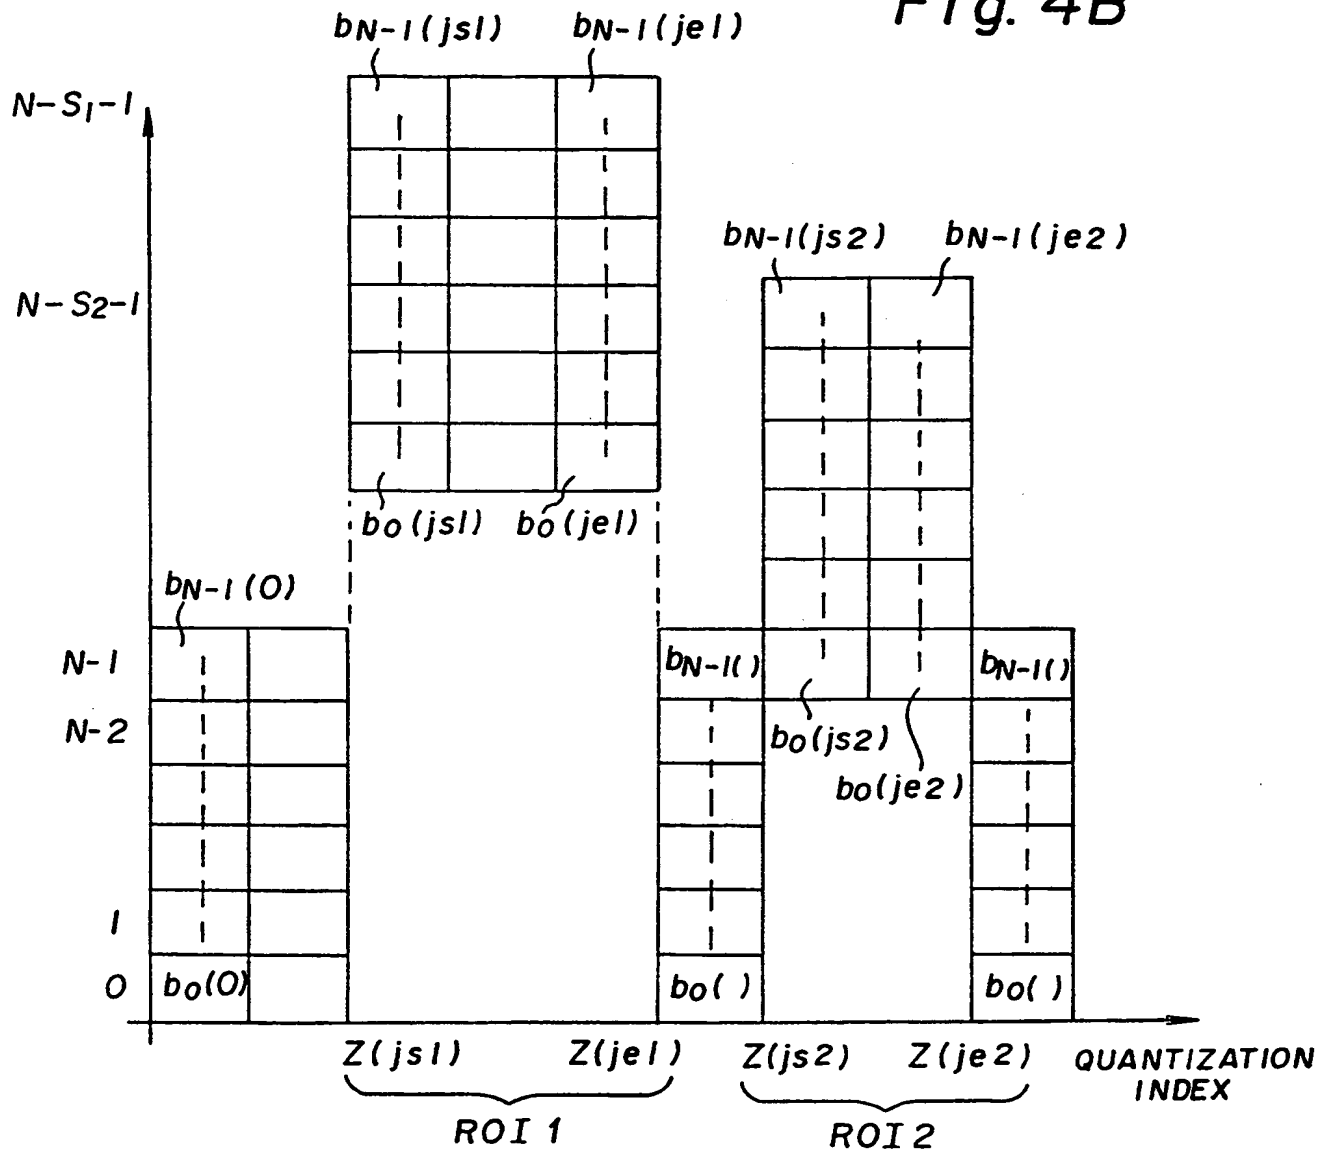 Fig. 4B
bN-1(js1) bN-1(je1)
N-S1-1
bN-1(js2) bN-1(je2)
N-S2-1
b0(js1) b0(je1)
bN-1(0)
N-1 bN-1() bN-1()
N-2
b0(js2)
b0(je2)
1
0 b0(0) b0( ) b0( )
Z(js1) Z(je1) Z(js2) Z(je2) QUANTIZATION
INDEX
ROI 1 ROI 2